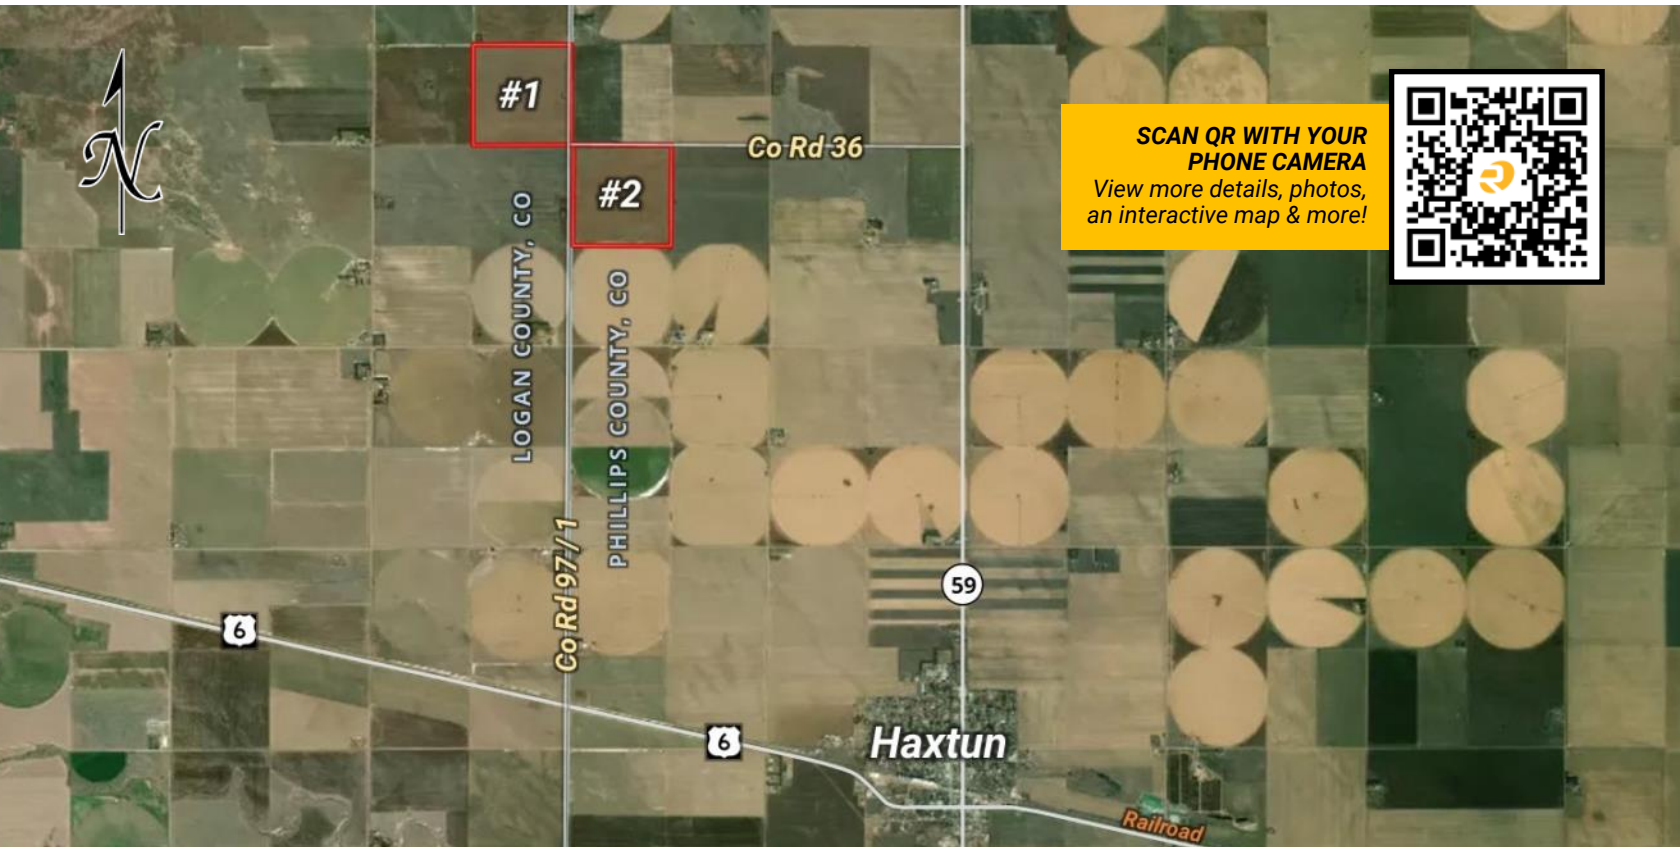 N
#1
Co Rd 36
#2
SCAN QR WITH YOUR
PHONE CAMERA
View more details, photos,
an interactive map & more!
LOGAN COUNTY, CO
PHILLIPS COUNTY, CO
Co Rd 97/1
59
6
6
Haxtun
Railroad